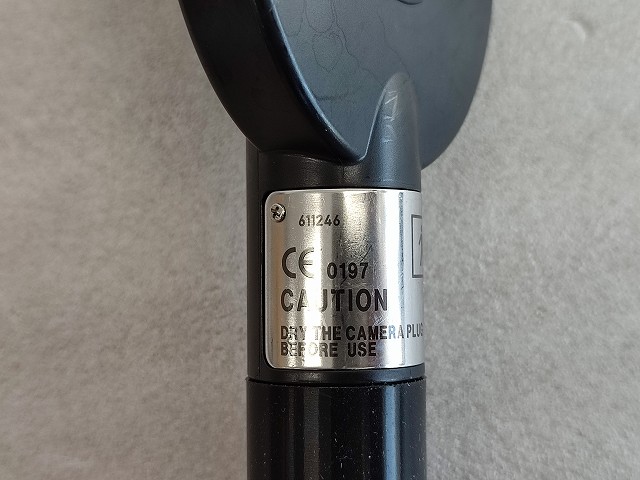 611246
CE 0197
CAUTION
DRY THE CAMERA PLUG
BEFORE USE